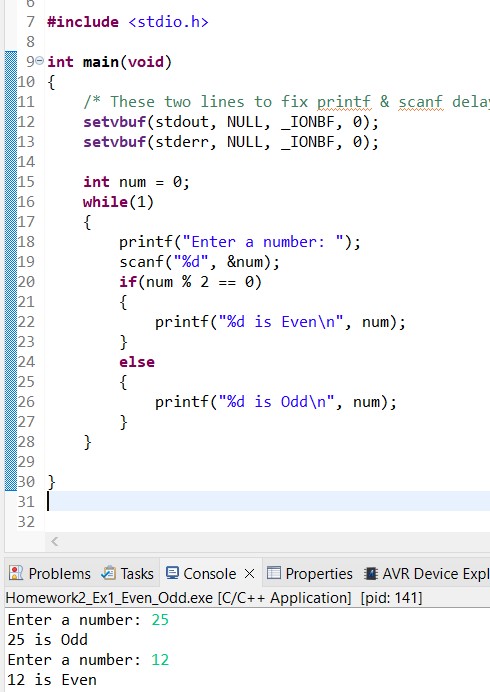 6
7 #include <stdio.h>
8
9 int main(void)
10 {
11     /* These two lines to fix printf & scanf delay
12     setvbuf(stdout, NULL, _IONBF, 0);
13     setvbuf(stderr, NULL, _IONBF, 0);
14
15     int num = 0;
16     while(1)
17     {
18         printf("Enter a number: ");
19         scanf("%d", &num);
20         if(num % 2 == 0)
21         {
22             printf("%d is Even\n", num);
23         }
24         else
25         {
26             printf("%d is Odd\n", num);
27         }
28     }
29
30 }
31
32
Problems Tasks Console Properties AVR Device Expl
Homework2_Ex1_Even_Odd.exe [C/C++ Application] [pid: 141]
Enter a number: 25
25 is Odd
Enter a number: 12
12 is Even